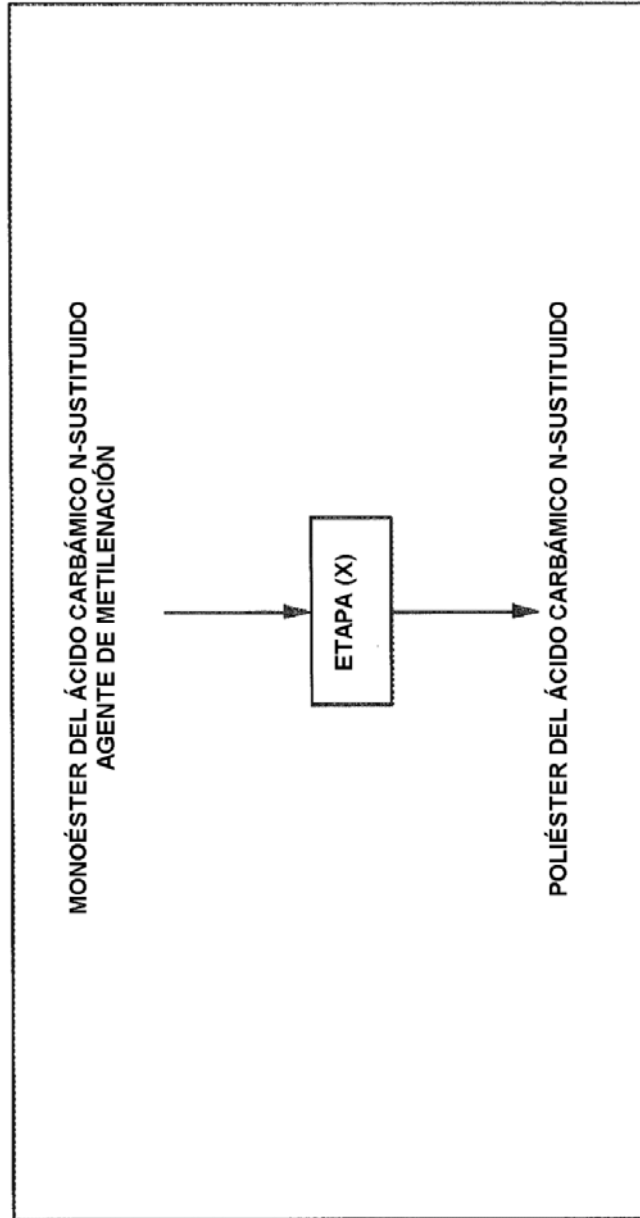 MONOÉSTER DEL ÁCIDO CARBÁMICO N-SUSTITUIDO
AGENTE DE METILENACIÓN
ETAPA (X)
POLIÉSTER DEL ÁCIDO CARBÁMICO N-SUSTITUIDO